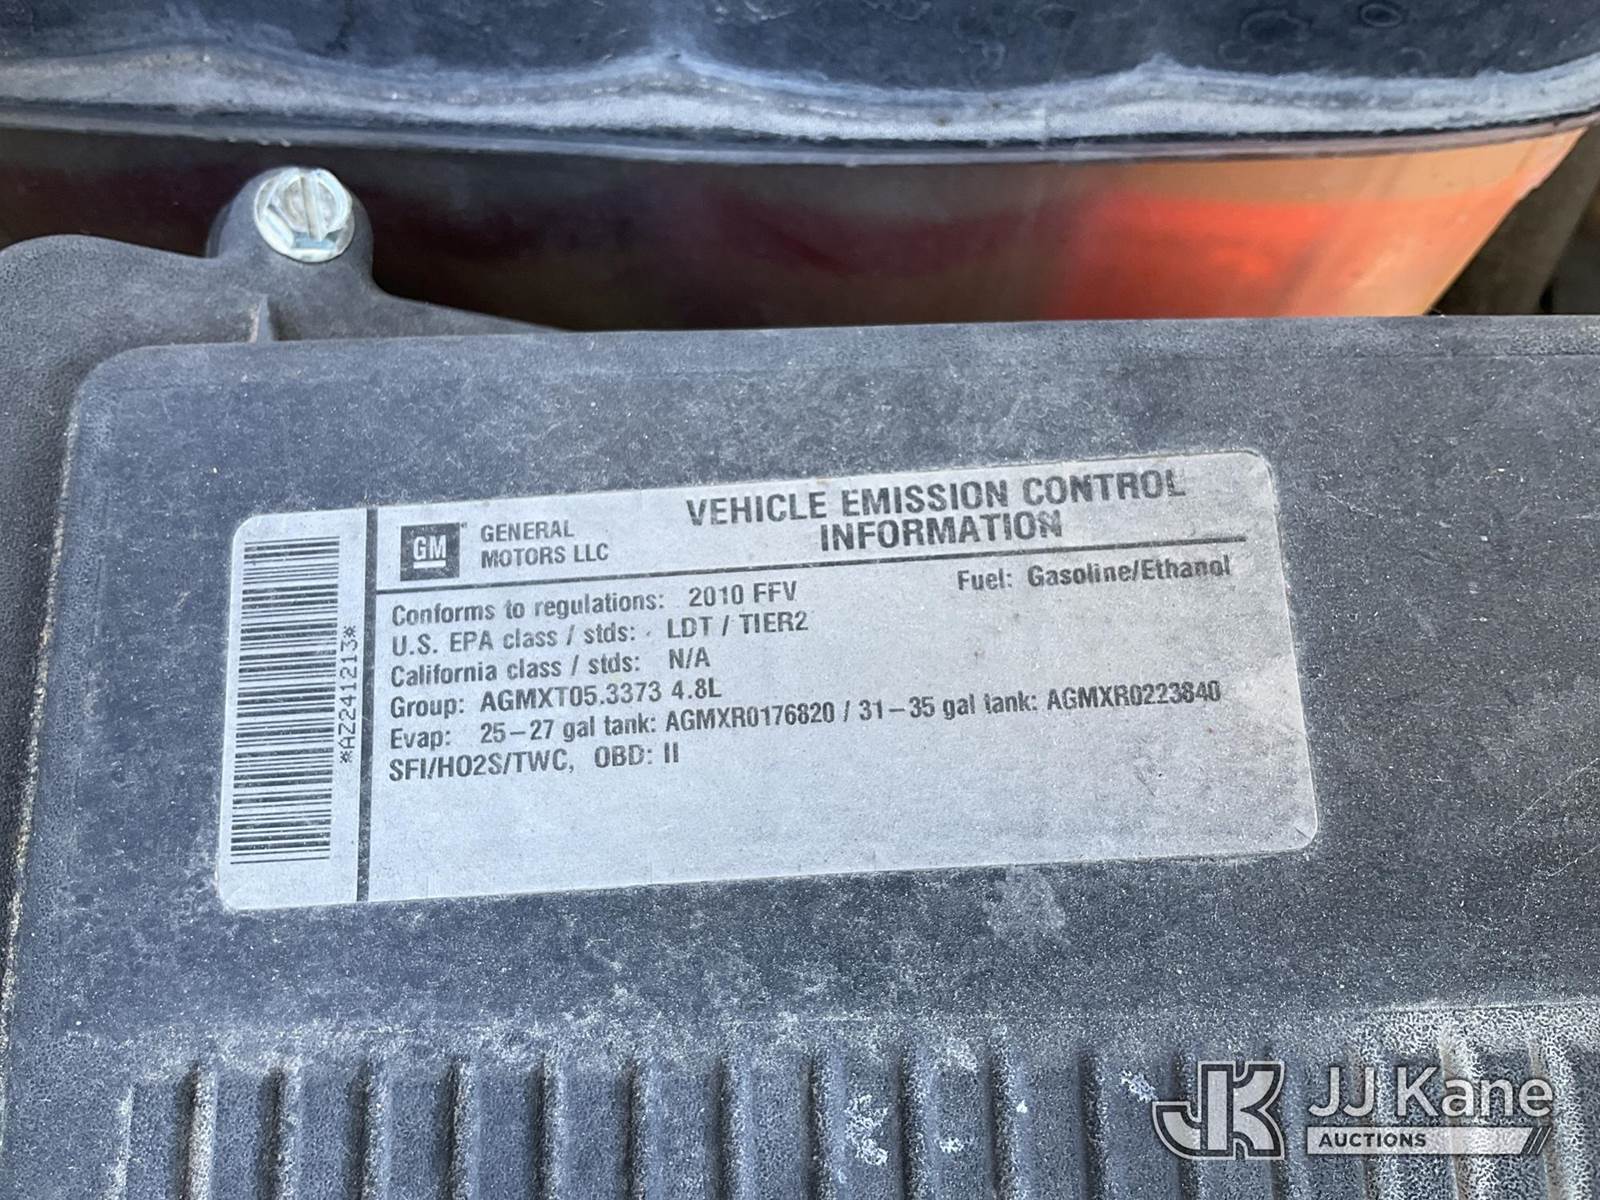 *AZ2412​13*
GM
GENERAL
MOTORS LLC
VEHICLE EMISSION CONTROL
INFORMATION
Conforms to regulations: 2010 FFV
Fuel: Gasoline/Ethanol
U.S. EPA class / stds: LDT / TIER2
California class / stds: N/A
Group: AGMXT05.3373 4.8L
Evap: 25-27 gal tank: AGMXR0176820 / 31-35 gal tank: AGMXR0223840
SFI/HO2S/TWC, OBD: II
JK
JJ Kane
AUCTIONS